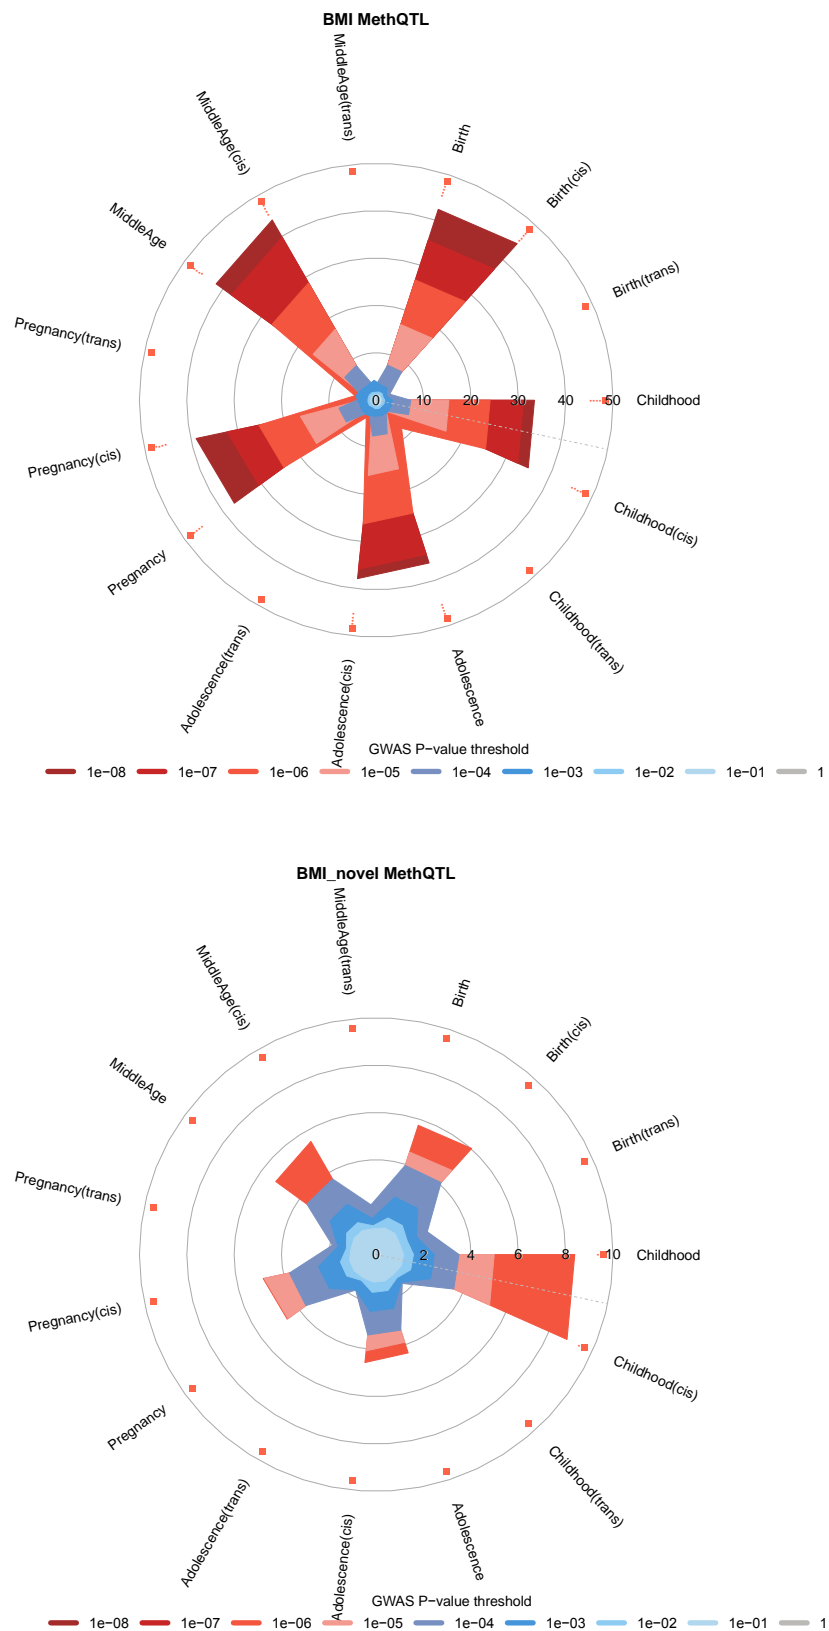 BMI MethQTL
MiddleAge(trans)
Birth
MiddleAge(cis)
Birth(cis)
MiddleAge
Birth(trans)
Pregnancy(trans)
0 10 20 30 40 50
Childhood
Pregnancy(cis)
Childhood(cis)
Pregnancy
Childhood(trans)
Adolescence(trans)
Adolescence
Adolescence(cis)
GWAS P−value threshold
1e−08 1e−07 1e−06 1e−05 1e−04 1e−03 1e−02 1e−01 1
BMI_novel MethQTL
MiddleAge(trans)
Birth
MiddleAge(cis)
Birth(cis)
MiddleAge
Birth(trans)
Pregnancy(trans)
0 2 4 6 8 10
Childhood
Pregnancy(cis)
Childhood(cis)
Pregnancy
Childhood(trans)
Adolescence(trans)
Adolescence
Adolescence(cis)
GWAS P−value threshold
1e−08 1e−07 1e−06 1e−05 1e−04 1e−03 1e−02 1e−01 1